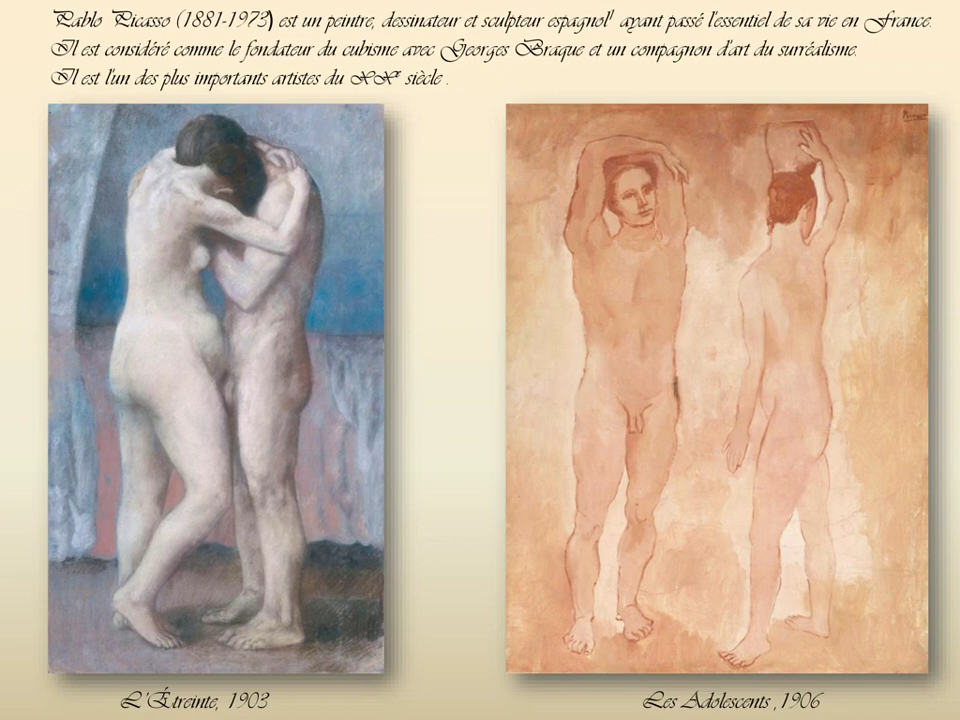 Pablo Picasso (1881-1973) est un peintre, dessinateur et sculpteur espagnol¹ ayant passé l'essentiel de sa vie en France.
Il est considéré comme le fondateur du cubisme avec Georges Braque et un compagnon d'art du surréalisme.
Il est l'un des plus importants artistes du XXᵉ siècle .
Picasso
L'Étreinte, 1903
Les Adolescents ,1906